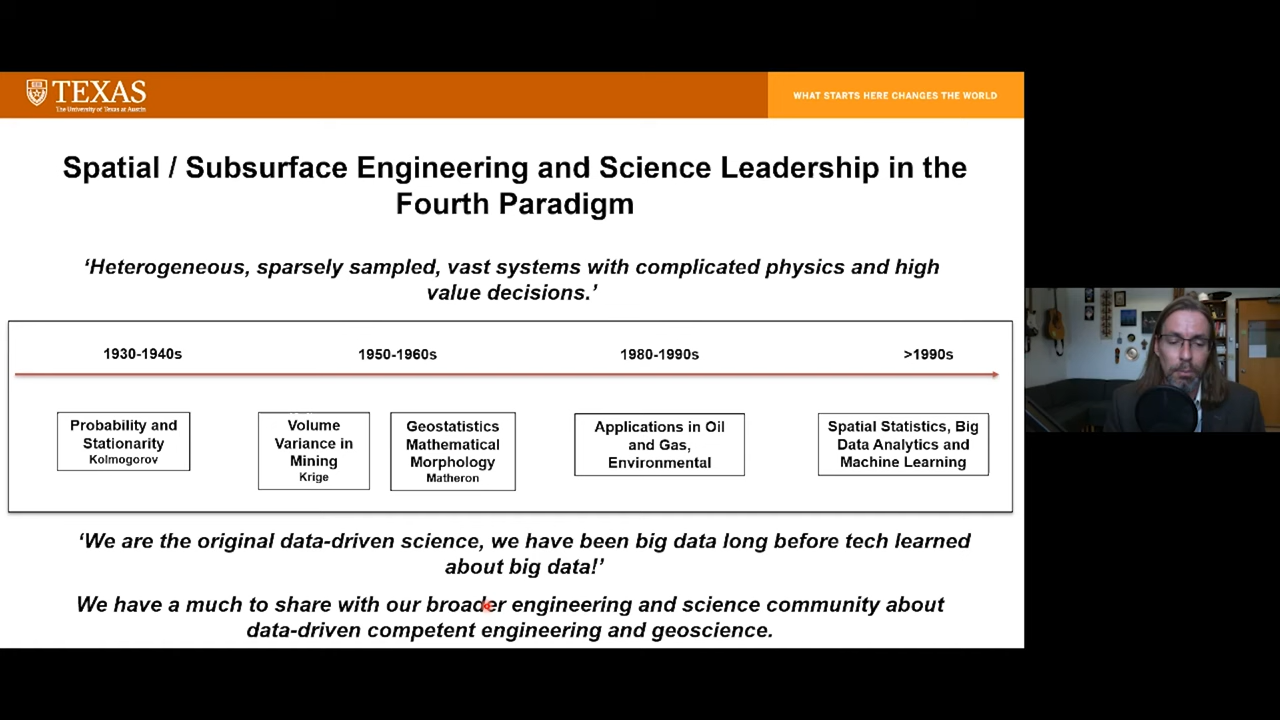 TEXAS
The University of Texas at Austin
WHAT STARTS HERE CHANGES THE WORLD
Spatial / Subsurface Engineering and Science Leadership in the
Fourth Paradigm
‘Heterogeneous, sparsely sampled, vast systems with complicated physics and high
value decisions.’
1930-1940s
1950-1960s
1980-1990s
>1990s
Probability and
Stationarity
Kolmogorov
Volume
Variance in
Mining
Krige
Geostatistics
Mathematical
Morphology
Matheron
Applications in Oil
and Gas,
Environmental
Spatial Statistics, Big
Data Analytics and
Machine Learning
‘We are the original data-driven science, we have been big data long before tech learned
about big data!’
We have a much to share with our broader engineering and science community about
data-driven competent engineering and geoscience.